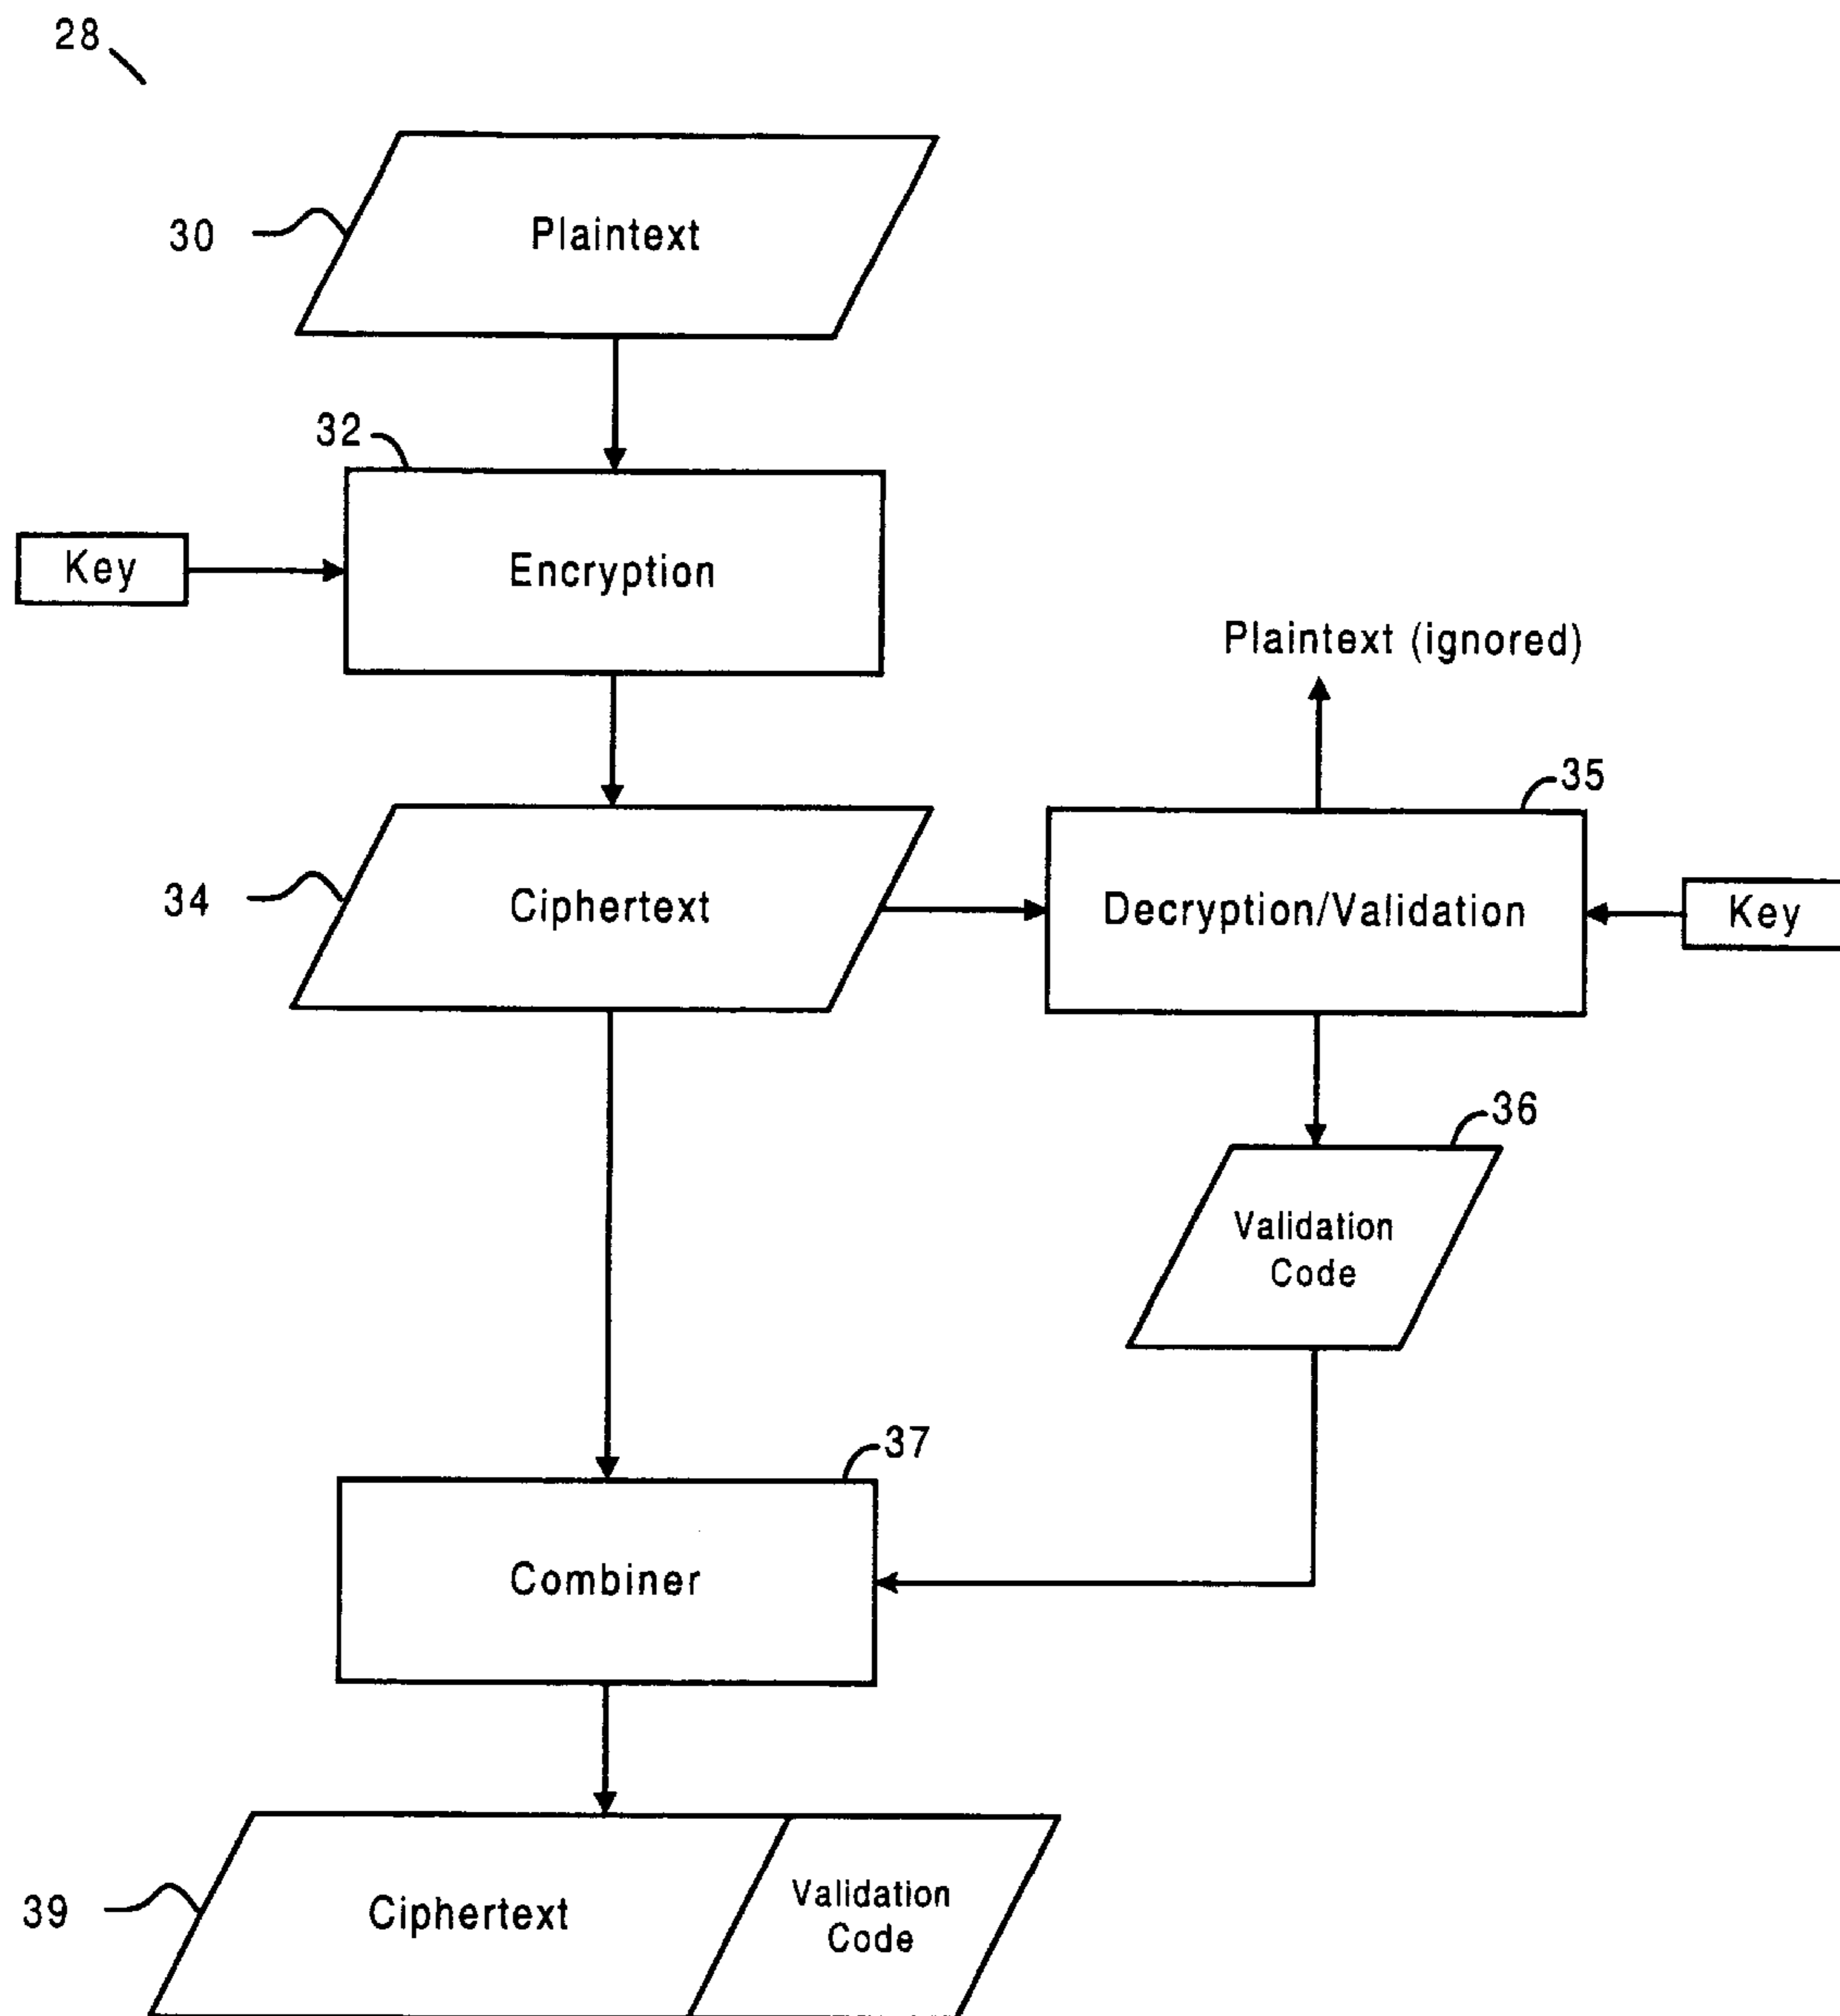 28
30
Plaintext
32
Key
Encryption
Plaintext (ignored)
35
34
Ciphertext
Decryption/Validation
Key
36
Validation
Code
37
Combiner
39
Ciphertext
Validation
Code